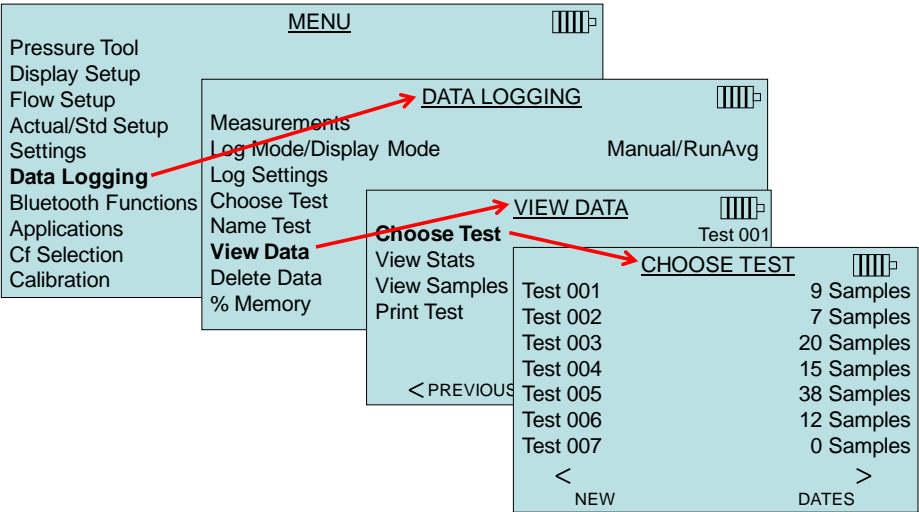 MENU
Pressure Tool
Display Setup
Flow Setup
Actual/Std Setup
Settings
Data Logging
Bluetooth Functions
Applications
Cf Selection
Calibration
DATA LOGGING
Measurements
Log Mode/Display Mode Manual/RunAvg
Log Settings
Choose Test
Name Test
View Data
Delete Data
% Memory
VIEW DATA
Choose Test Test 001
View Stats
View Samples
Print Test
< PREVIOUS
CHOOSE TEST
Test 001 9 Samples
Test 002 7 Samples
Test 003 20 Samples
Test 004 15 Samples
Test 005 38 Samples
Test 006 12 Samples
Test 007 0 Samples
< >
NEW DATES